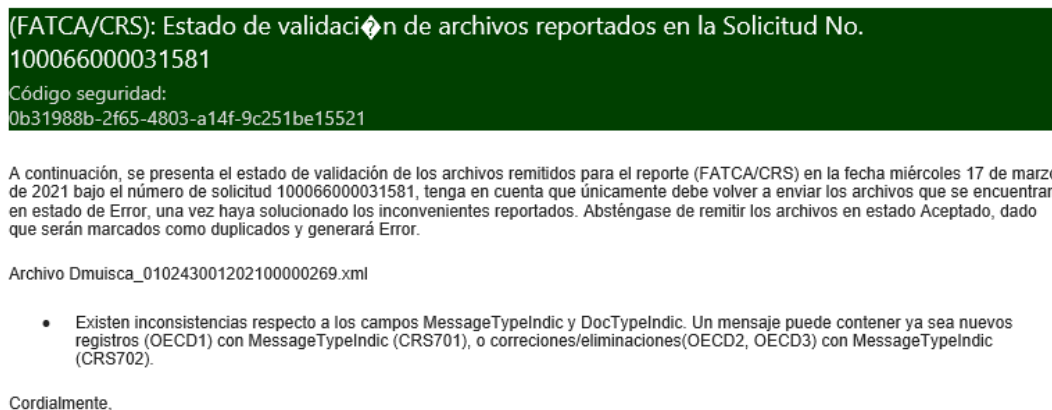 (FATCA/CRS): Estado de validaci�n de archivos reportados en la Solicitud No.
100066000031581
Código seguridad:
0b31988b-2f65-4803-a14f-9c251be15521
A continuación, se presenta el estado de validación de los archivos remitidos para el reporte (FATCA/CRS) en la fecha miércoles 17 de marzo
de 2021 bajo el número de solicitud 100066000031581, tenga en cuenta que únicamente debe volver a enviar los archivos que se encuentran
en estado de Error, una vez haya solucionado los inconvenientes reportados. Absténgase de remitir los archivos en estado Aceptado, dado
que serán marcados como duplicados y generará Error.
Archivo Dmuisca_010243001202100000269.xml
• Existen inconsistencias respecto a los campos MessageTypeIndic y DocTypeIndic. Un mensaje puede contener ya sea nuevos
registros (OECD1) con MessageTypeIndic (CRS701), o correciones/eliminaciones(OECD2, OECD3) con MessageTypeIndic
(CRS702).
Cordialmente,